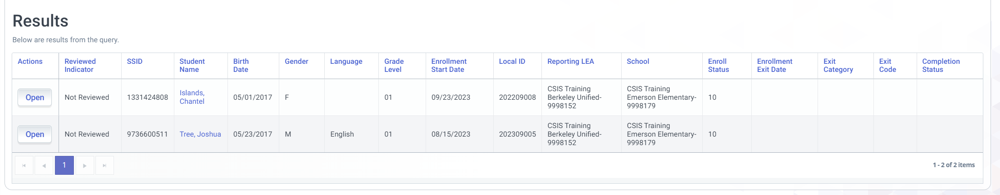 Results
Below are results from the query.
Actions Reviewed Indicator SSID Student Name Birth Date Gender Language Grade Level Enrollment Start Date Local ID Reporting LEA School Enroll Status Enrollment Exit Date Exit Category Exit Code Completion Status
Open Not Reviewed 1331424808 Islands, Chantel 05/01/2017 F 01 09/23/2023 202209008 CSIS Training Berkeley Unified-9998152 CSIS Training Emerson Elementary-9998179 10
Open Not Reviewed 9736600511 Tree, Joshua 05/23/2017 M English 01 08/15/2023 202309005 CSIS Training Berkeley Unified-9998152 CSIS Training Emerson Elementary-9998179 10
1
1 - 2 of 2 items